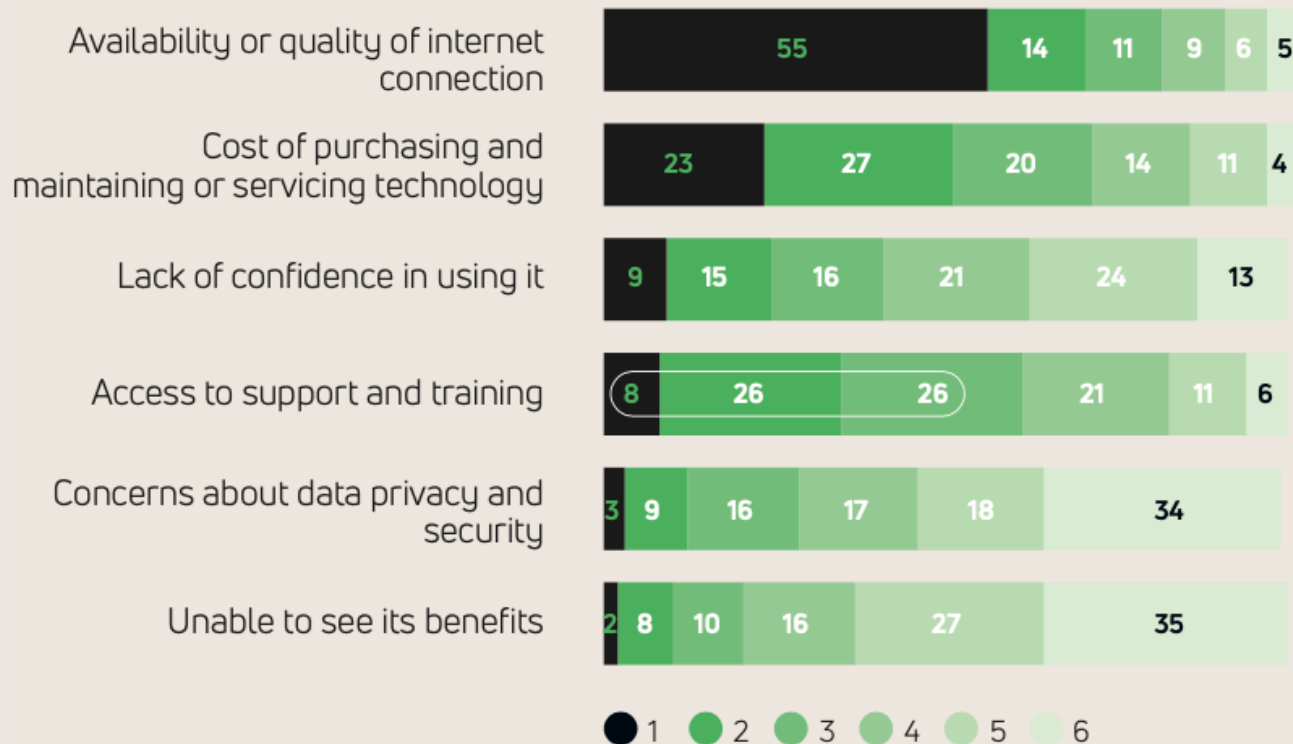 Availability or quality of internet
connection
55 14 11 9 6 5
Cost of purchasing and
maintaining or servicing technology
23 27 20 14 11 4
Lack of confidence in using it
9 15 16 21 24 13
Access to support and training
8 26 26 21 11 6
Concerns about data privacy and
security
3 9 16 17 18 34
Unable to see its benefits
2 8 10 16 27 35
1 2 3 4 5 6